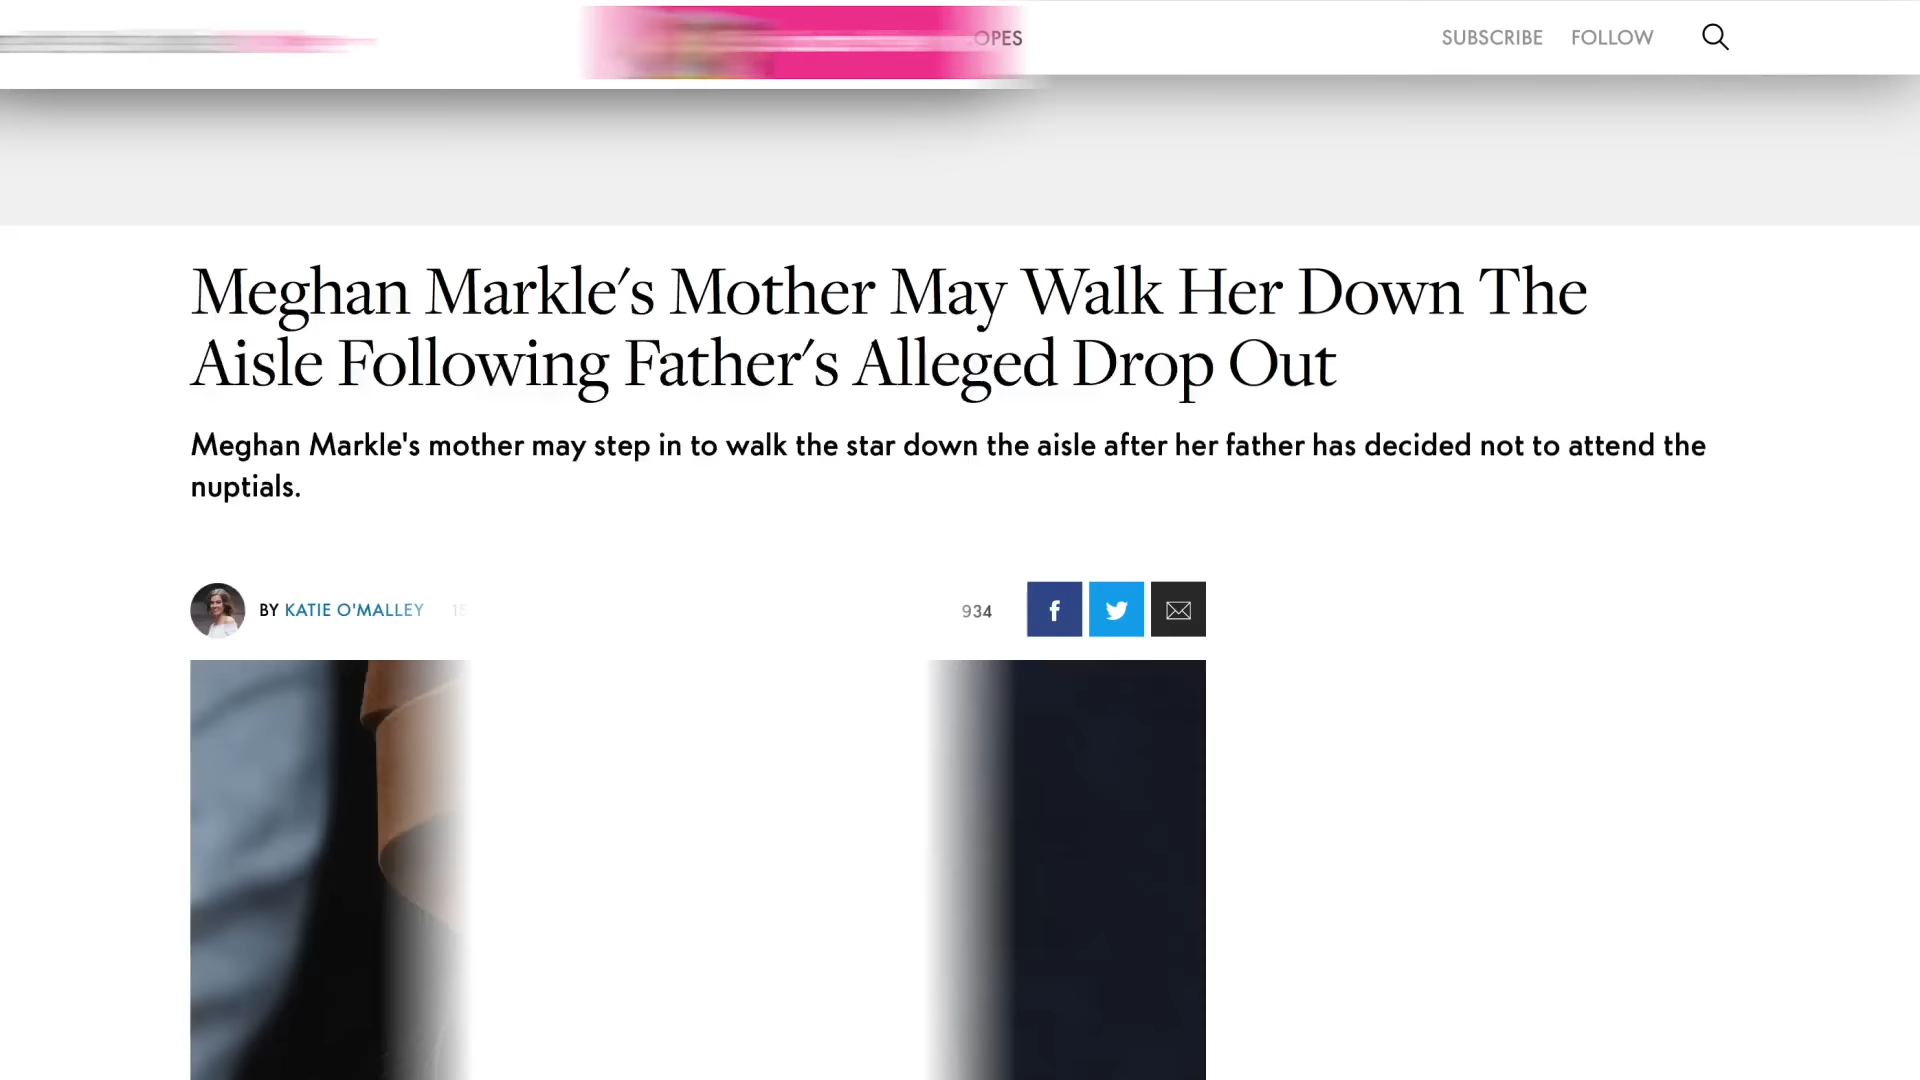 SUBSCRIBE FOLLOW
Meghan Markle's Mother May Walk Her Down The
Aisle Following Father's Alleged Drop Out
Meghan Markle's mother may step in to walk the star down the aisle after her father has decided not to attend the
nuptials.
BY KATIE O'MALLEY
934